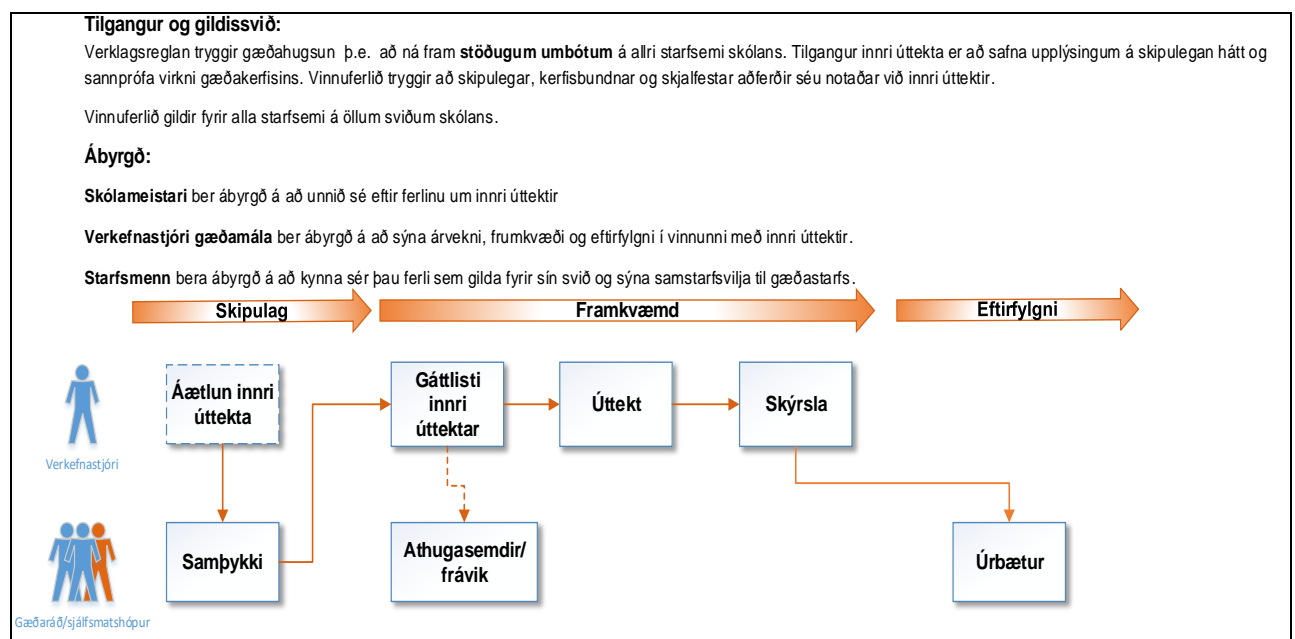 Tilgangur og gildissvið:
Verklagsreglan tryggir gæðahugsun þ.e. að ná fram stöðugum umbótum á allri starfsemi skólans. Tilgangur innri úttekta er að safna upplýsingum á skipulegan hátt og
sannprófa virkni gæðakerfisins. Vinnuferlið tryggir að skipulegar, kerfisbundnar og skjalfestar aðferðir séu notaðar við innri úttektir.
Vinnuferlið gildir fyrir alla starfsemi á öllum sviðum skólans.
Ábyrgð:
Skólameistari ber ábyrgð á að unnið sé eftir ferlinu um innri úttektir
Verkefnastjóri gæðamála ber ábyrgð á að sýna árvekni, frumkvæði og eftirfylgni í vinnunni með innri úttektir.
Starfsmenn bera ábyrgð á að kynna sér þau ferli sem gilda fyrir sín svið og sýna samstarfsvilja til gæðastarfs.
Skipulag
Framkvæmd
Eftirfylgni
Áætlun innri
úttekta
Gáttlisti
innri
úttektar
Úttekt
Skýrsla
Verkefnastjóri
Samþykki
Athugasemdir/
frávik
Úrbætur
Gæðaráð/sjálfsmatshópur